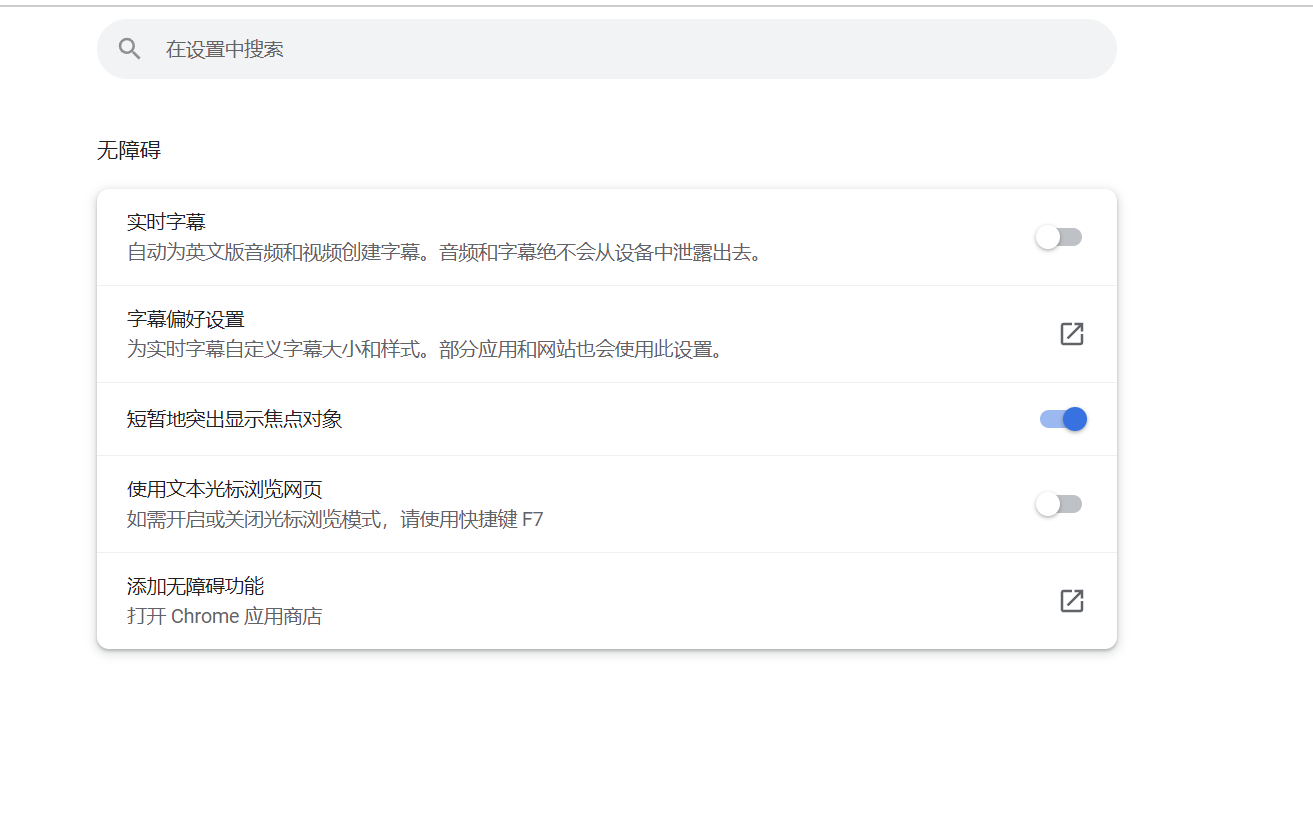 在设置中搜索
无障碍
实时字幕
自动为英文版音频和视频创建字幕。音频和字幕绝不会从设备中泄露出去。
字幕偏好设置
为实时字幕自定义字幕大小和样式。部分应用和网站也会使用此设置。
短暂地突出显示焦点对象
使用文本光标浏览网页
如需开启或关闭光标浏览模式，请使用快捷键 F7
添加无障碍功能
打开 Chrome 应用商店